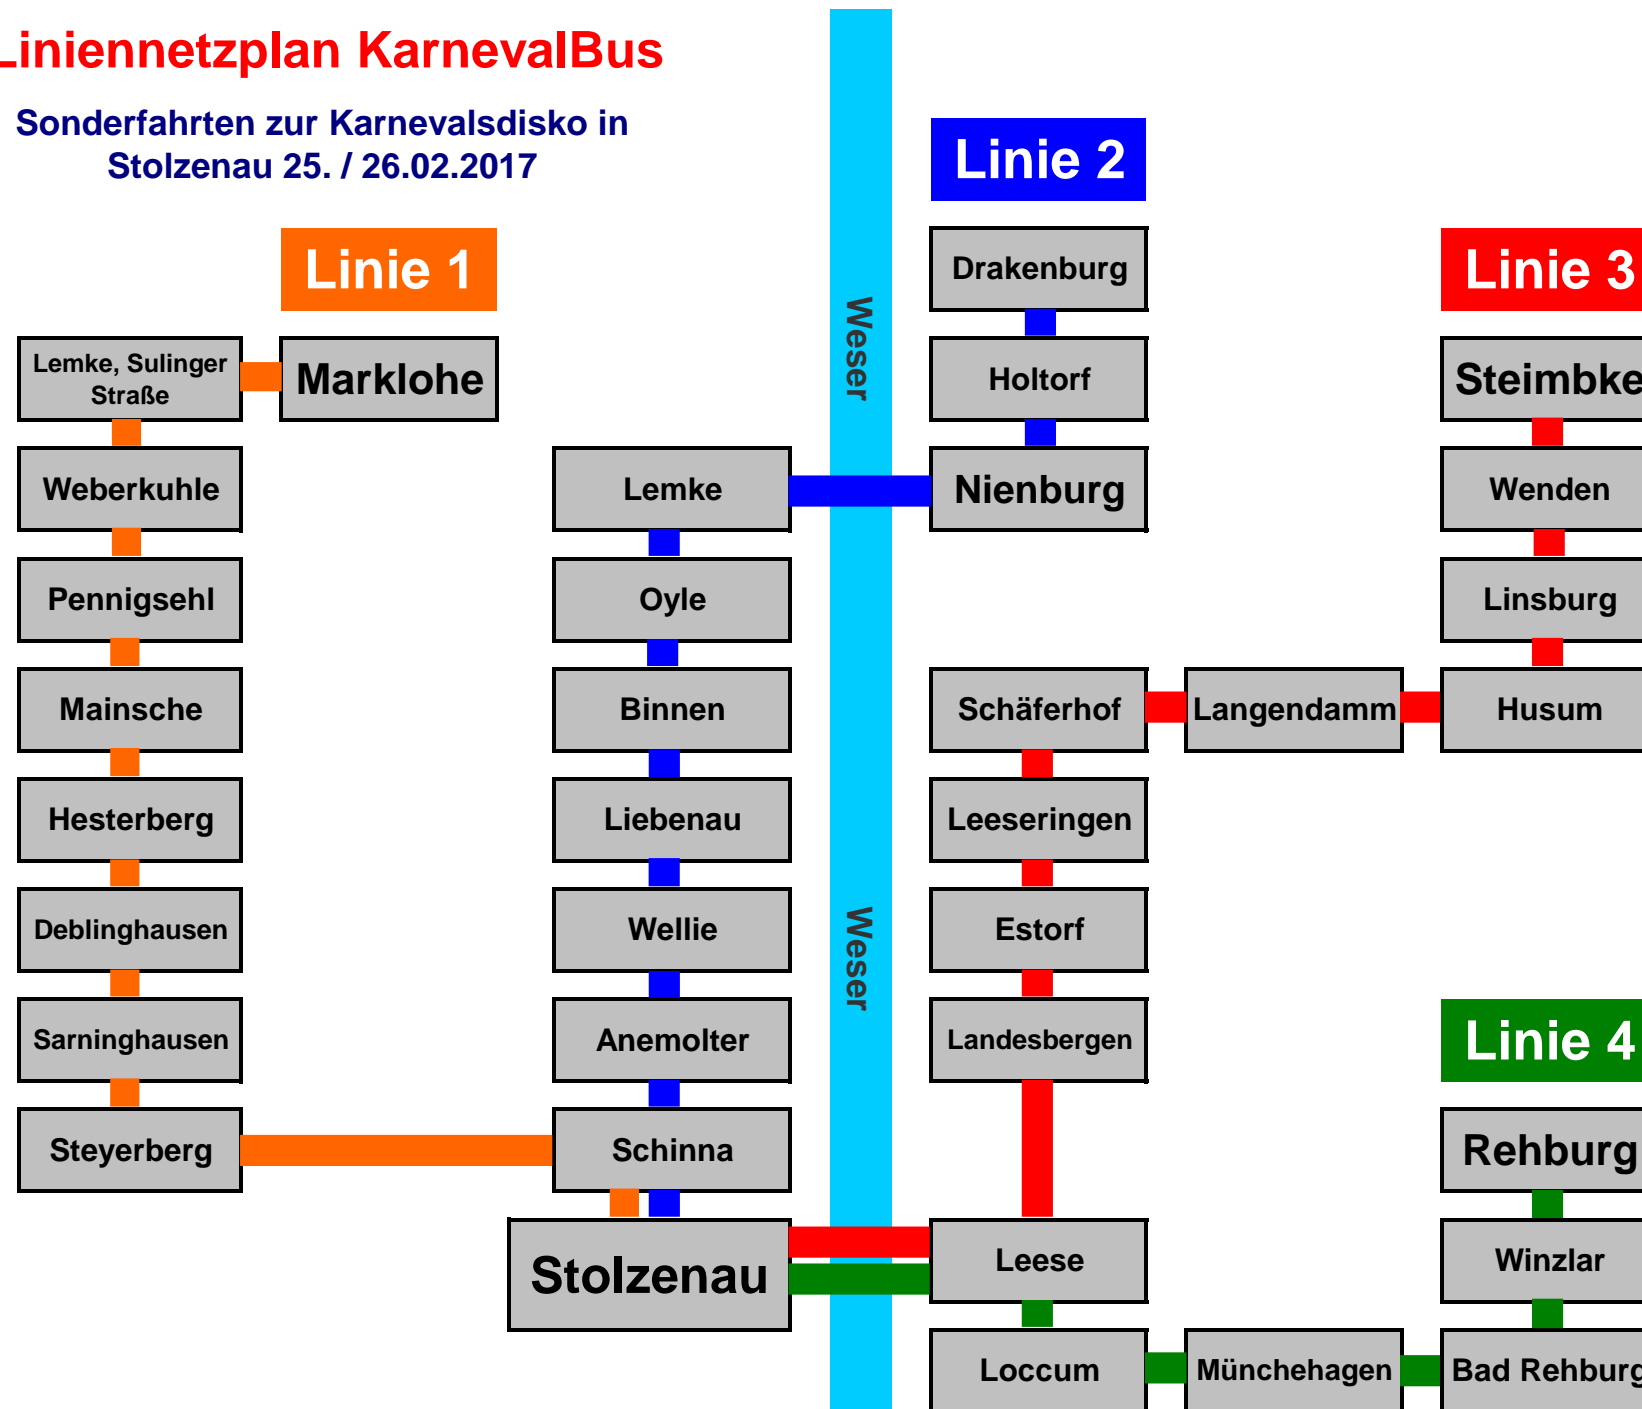 Liniennetzplan KarnevalBus
Sonderfahrten zur Karnevalsdisko in
Stolzenau 25. / 26.02.2017
Linie 1
Marklohe
Lemke, Sulinger
Straße
Weberkuhle
Pennigsehl
Mainsche
Hesterberg
Deblinghausen
Sarninghausen
Steyerberg
Linie 2
Drakenburg
Holtorf
Nienburg
Lemke
Oyle
Binnen
Liebenau
Wellie
Anemolter
Schinna
Stolzenau
Weser
Weser
Linie 3
Steimbke
Wenden
Linsburg
Husum
Langendamm
Schäferhof
Leeseringen
Estorf
Landesbergen
Leese
Linie 4
Rehburg
Winzlar
Bad Rehburg
Münchehagen
Loccum